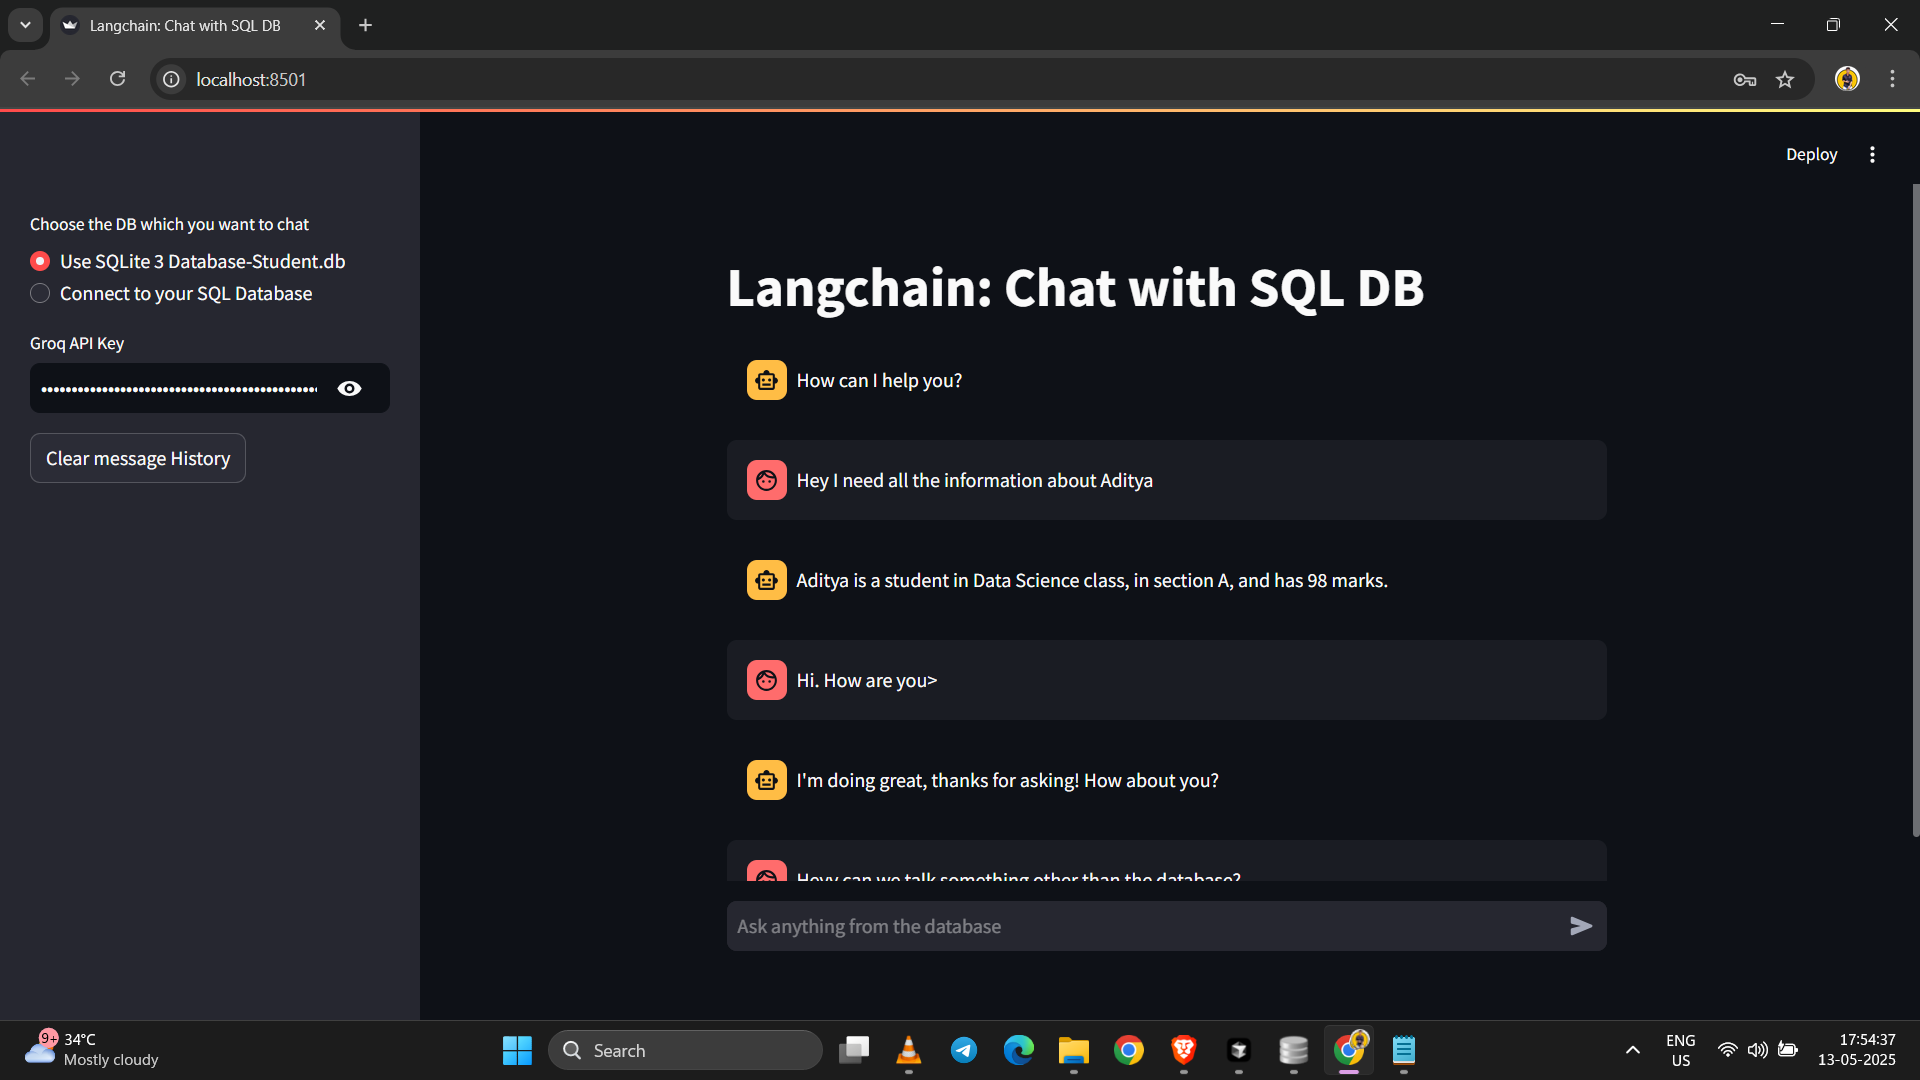 Langchain: Chat with SQL DB
localhost:8501
Deploy
Choose the DB which you want to chat
Use SQLite 3 Database-Student.db
Connect to your SQL Database
Groq API Key
Clear message History
Langchain: Chat with SQL DB
How can I help you?
Hey I need all the information about Aditya
Aditya is a student in Data Science class, in section A, and has 98 marks.
Hi. How are you>
I'm doing great, thanks for asking! How about you?
Heyy can we talk something other than the database?
Ask anything from the database
9+
34°C
Mostly cloudy
Search
ENG
US
17:54:37
13-05-2025